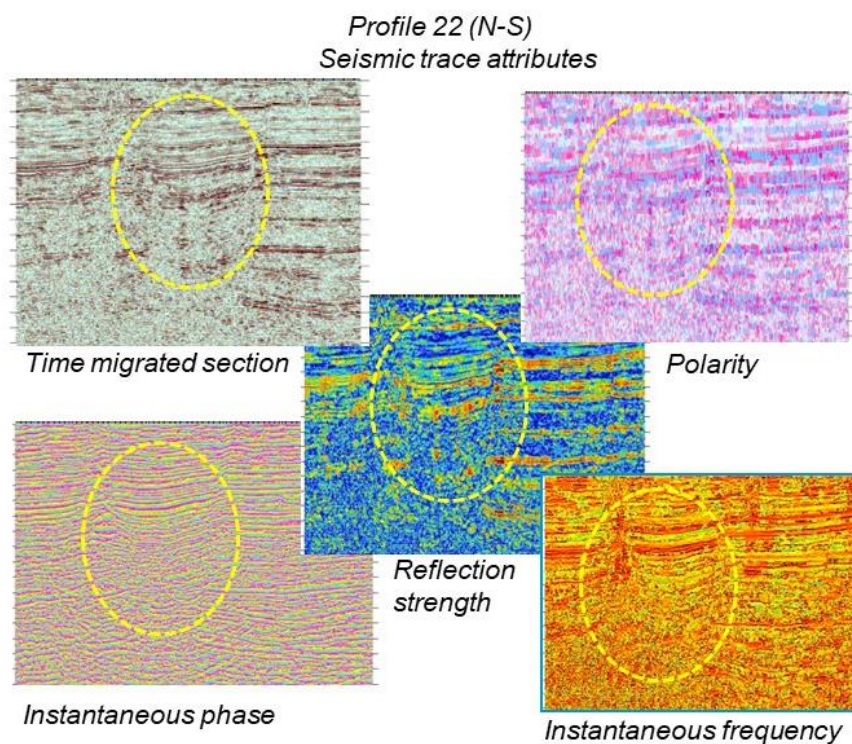 Profile 22 (N-S)
Seismic trace attributes
Time migrated section
Polarity
Reflection
strength
Instantaneous phase
Instantaneous frequency